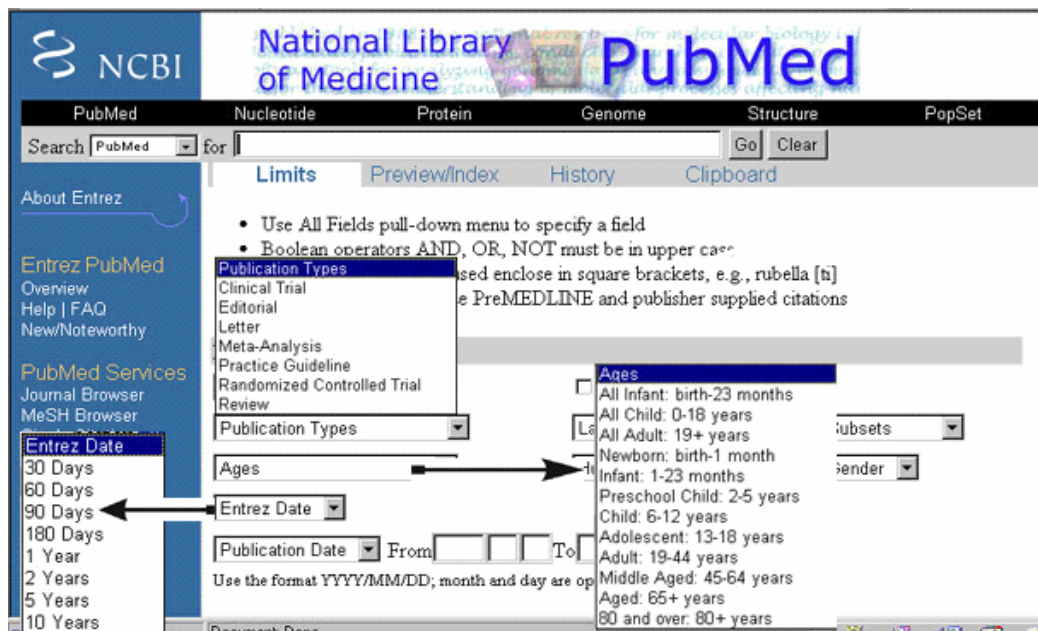 NCBI
National Library
of Medicine
PubMed
PubMed Nucleotide Protein Genome Structure PopSet
Search PubMed for Go Clear
Limits Preview/Index History Clipboard
About Entrez
Entrez PubMed
Overview
Help | FAQ
New/Noteworthy
PubMed Services
Journal Browser
MeSH Browser
• Use All Fields pull-down menu to specify a field
• Boolean operators AND, OR, NOT must be in upper case
used enclose in square brackets, e.g., rubella [ti]
PreMEDLINE and publisher supplied citations
Publication Types
Clinical Trial
Editorial
Letter
Meta-Analysis
Practice Guideline
Randomized Controlled Trial
Review
Publication Types
Subsets
Ages
Gender
Entrez Date
Publication Date From To
Use the format YYYY/MM/DD; month and day are
Entrez Date
30 Days
60 Days
90 Days
180 Days
1 Year
2 Years
5 Years
10 Years
Ages
All Infant: birth-23 months
All Child: 0-18 years
All Adult: 19+ years
Newborn: birth-1 month
Infant: 1-23 months
Preschool Child: 2-5 years
Child: 6-12 years
Adolescent: 13-18 years
Adult: 19-44 years
Middle Aged: 45-64 years
Aged: 65+ years
80 and over: 80+ years